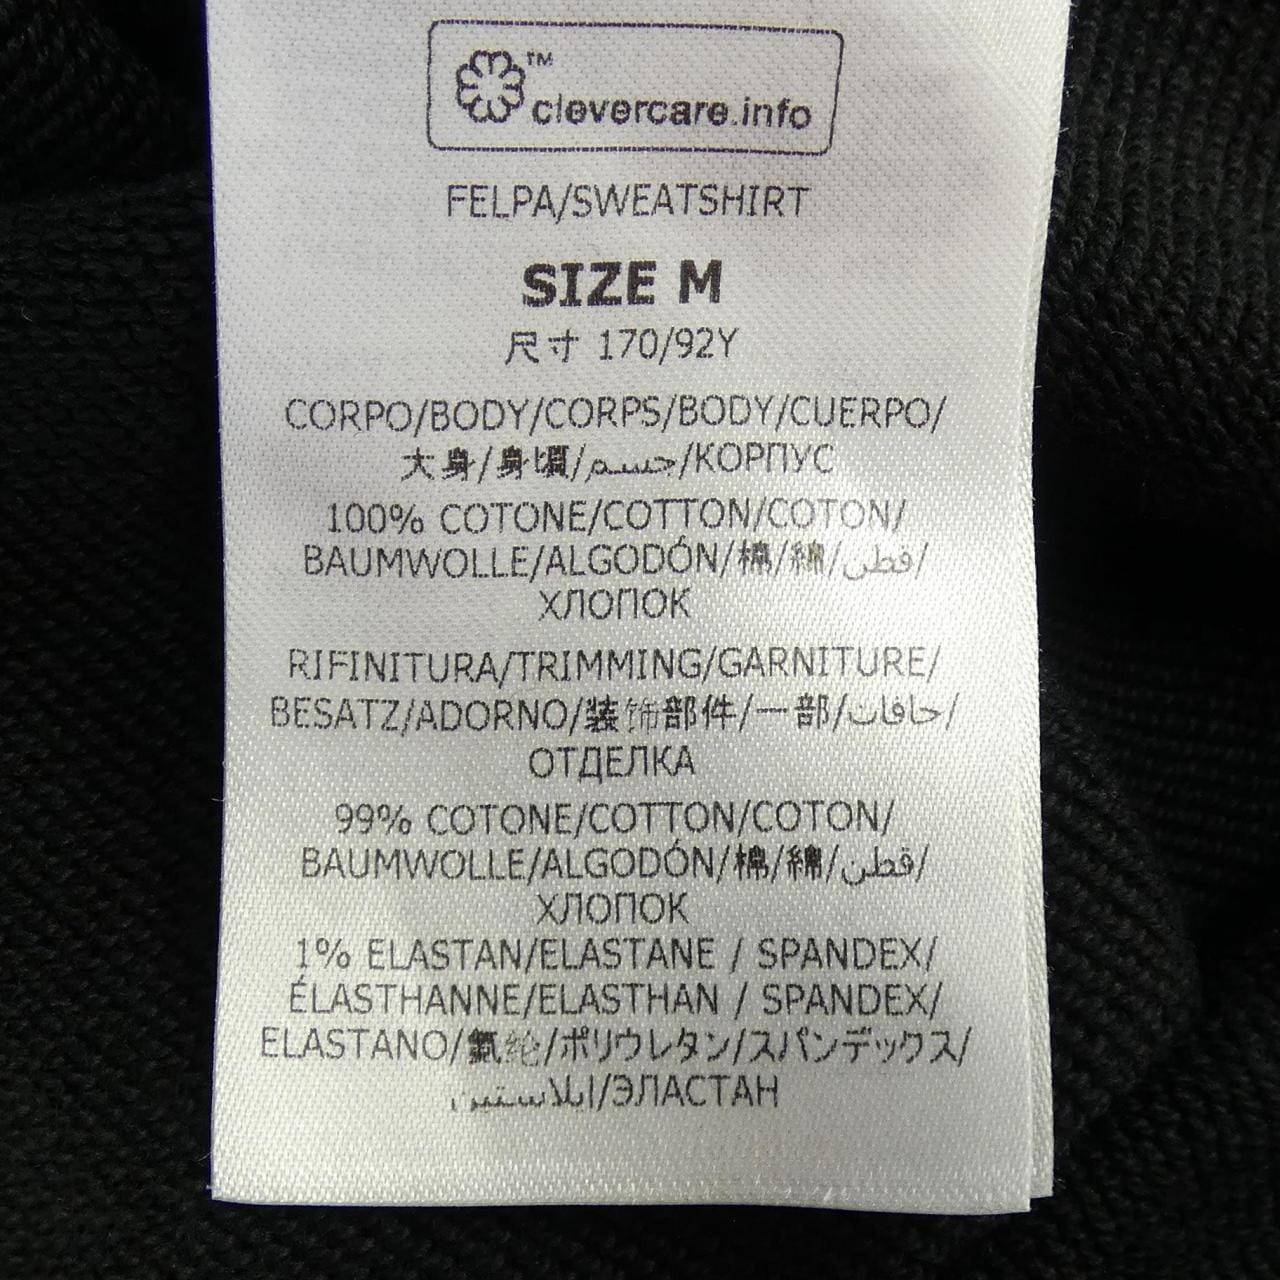 ™
clevercare.info
FELPA/SWEATSHIRT
SIZE M
尺寸 170/92Y
CORPO/BODY/CORPS/BODY/CUERPO/
大身/身頃/جسم/КОРПУС
100% COTONE/COTTON/COTON/
BAUMWOLLE/ALGODÓN/棉/綿/قطن/
ХЛОПОК
RIFINITURA/TRIMMING/GARNITURE/
BESATZ/ADORNO/装饰部件/一部/حافات/
ОТДЕЛКА
99% COTONE/COTTON/COTON/
BAUMWOLLE/ALGODÓN/棉/綿/قطن/
ХЛОПОК
1% ELASTAN/ELASTANE / SPANDEX/
ÉLASTHANNE/ELASTHAN / SPANDEX/
ELASTANO/氨纶/ポリウレタン/スパンデックス/
ايلاستين/ЭЛАСТАН